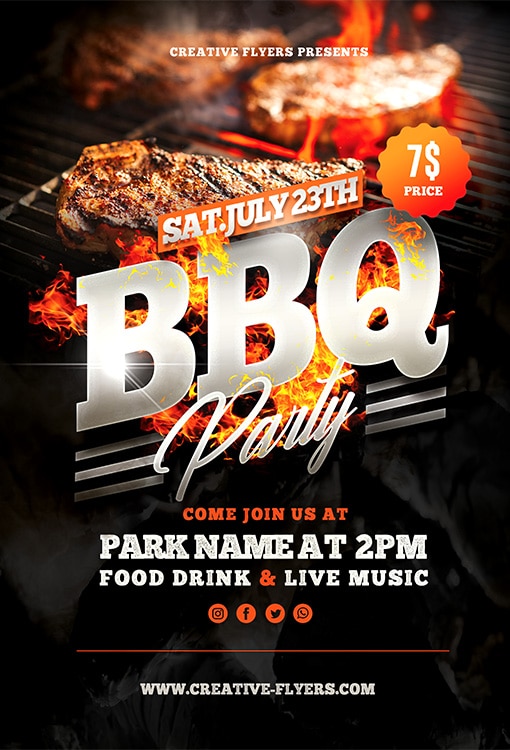 CREATIVE FLYERS PRESENTS
7$
PRICE
SAT.JULY 23TH
BBQ
Party
COME JOIN US AT
PARK NAME AT 2PM
FOOD DRINK & LIVE MUSIC
WWW.CREATIVE-FLYERS.COM